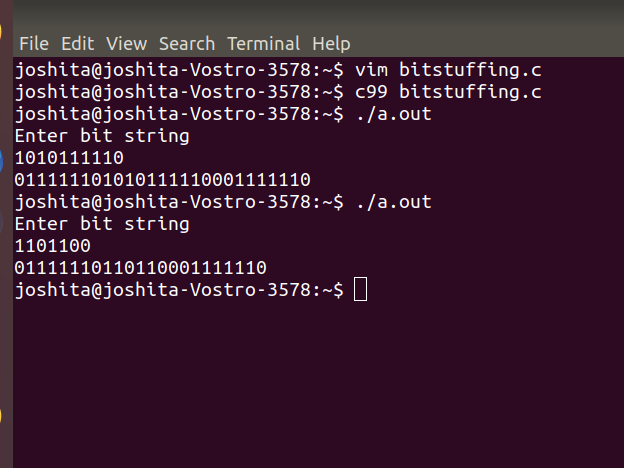 File Edit View Search Terminal Help
joshita@joshita-Vostro-3578:~$ vim bitstuffing.c
joshita@joshita-Vostro-3578:~$ c99 bitstuffing.c
joshita@joshita-Vostro-3578:~$ ./a.out
Enter bit string
1010111110
011111101010111110001111110
joshita@joshita-Vostro-3578:~$ ./a.out
Enter bit string
1101100
01111110110110001111110
joshita@joshita-Vostro-3578:~$